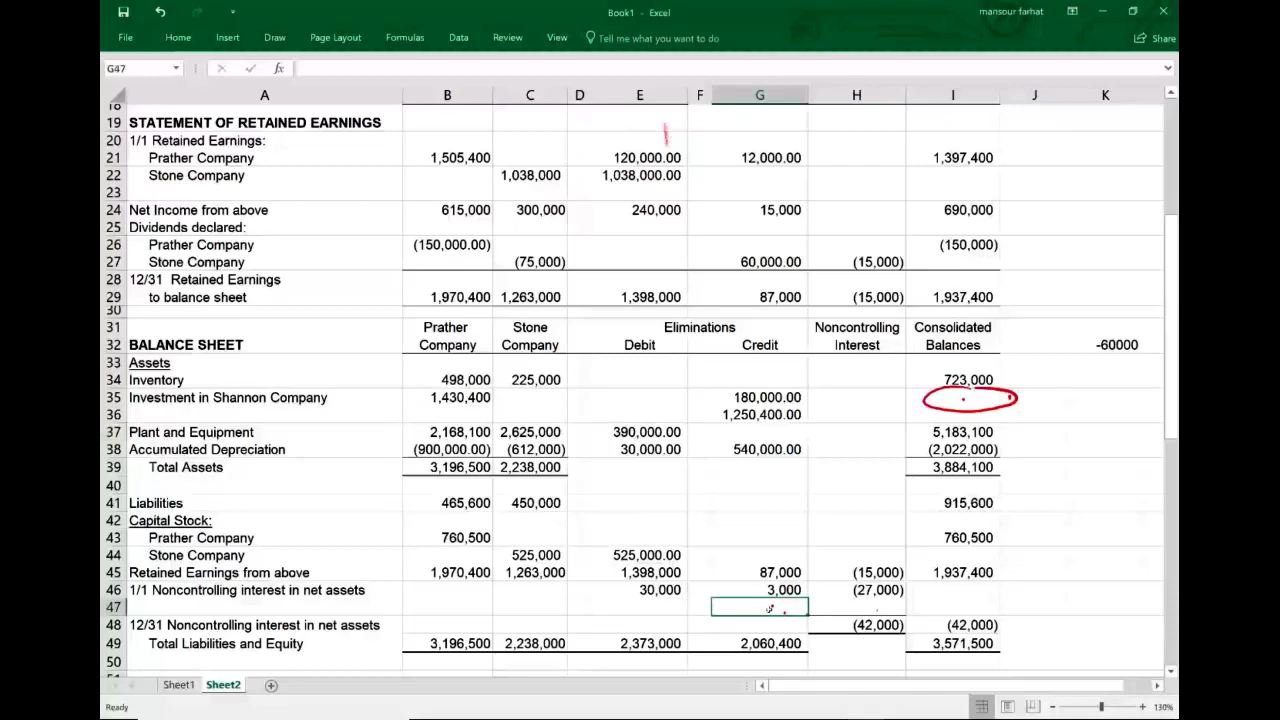 Book1 - Excel
mansour farhat
File Home Insert Draw Page Layout Formulas Data Review View Tell me what you want to do Share
G47 fx
A B C D E F G H I J K
18
19 STATEMENT OF RETAINED EARNINGS
20 1/1 Retained Earnings:
21 Prather Company 1,505,400 120,000.00 12,000.00 1,397,400
22 Stone Company 1,038,000 1,038,000.00
23
24 Net Income from above 615,000 300,000 240,000 15,000 690,000
25 Dividends declared:
26 Prather Company (150,000.00) (150,000)
27 Stone Company (75,000) 60,000.00 (15,000)
28 12/31 Retained Earnings
29 to balance sheet 1,970,400 1,263,000 1,398,000 87,000 (15,000) 1,937,400
30
31 Prather Stone Eliminations Noncontrolling Consolidated
32 BALANCE SHEET Company Company Debit Credit Interest Balances -60000
33 Assets
34 Inventory 498,000 225,000 723,000
35 Investment in Shannon Company 1,430,400 180,000.00
36 1,250,400.00
37 Plant and Equipment 2,168,100 2,625,000 390,000.00 5,183,100
38 Accumulated Depreciation (900,000.00) (612,000) 30,000.00 540,000.00 (2,022,000)
39 Total Assets 3,196,500 2,238,000 3,884,100
40
41 Liabilities 465,600 450,000 915,600
42 Capital Stock:
43 Prather Company 760,500 760,500
44 Stone Company 525,000 525,000.00
45 Retained Earnings from above 1,970,400 1,263,000 1,398,000 87,000 (15,000) 1,937,400
46 1/1 Noncontrolling interest in net assets 30,000 3,000 (27,000)
47
48 12/31 Noncontrolling interest in net assets (42,000) (42,000)
49 Total Liabilities and Equity 3,196,500 2,238,000 2,373,000 2,060,400 3,571,500
50
Sheet1 Sheet2
Ready 130%